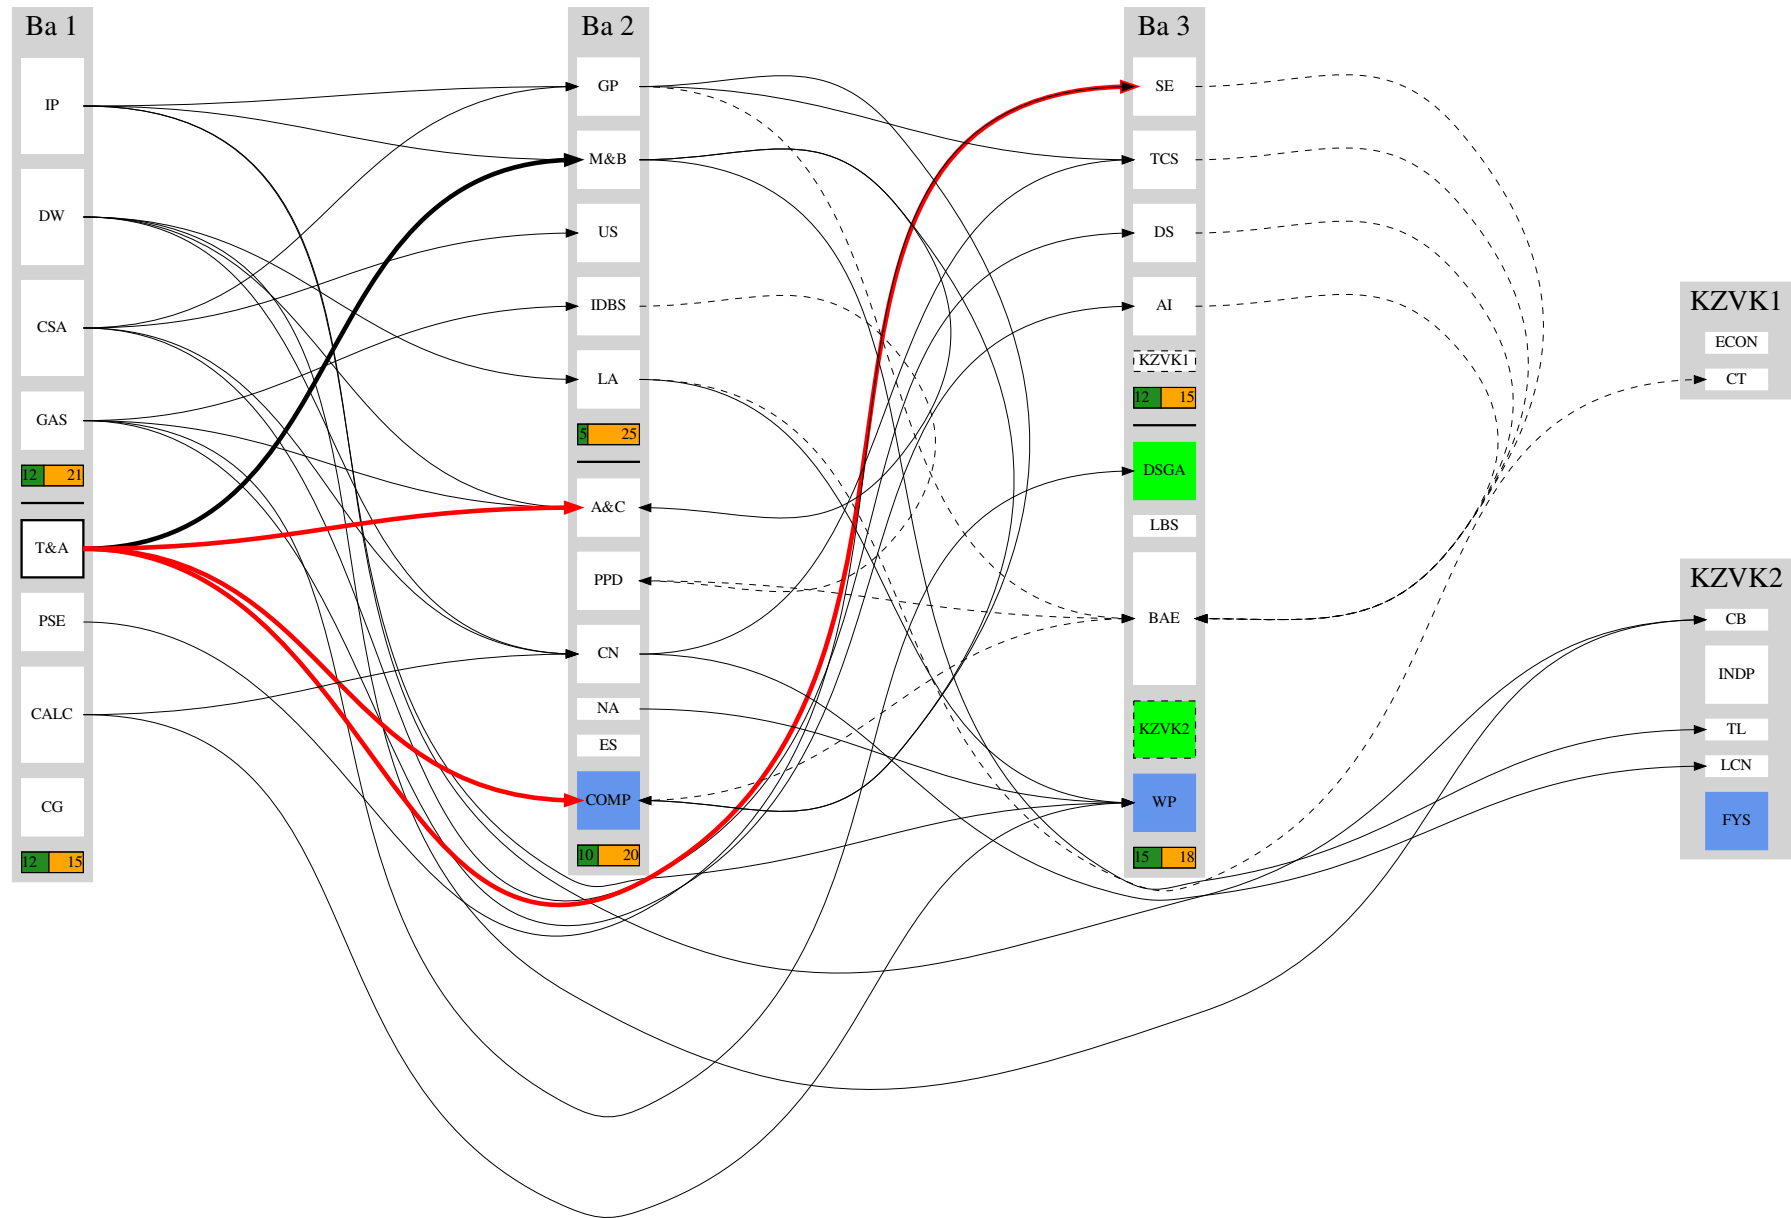 Ba 1
IP
DW
CSA
GAS
12 21
T&A
PSE
CALC
CG
12 15
Ba 2
GP
M&B
US
IDBS
LA
5 25
A&C
PPD
CN
NA
ES
COMP
10 20
Ba 3
SE
TCS
DS
AI
KZVK1
12 15
DSGA
LBS
BAE
KZVK2
WP
15 18
KZVK1
ECON
CT
KZVK2
CB
INDP
TL
LCN
FYS